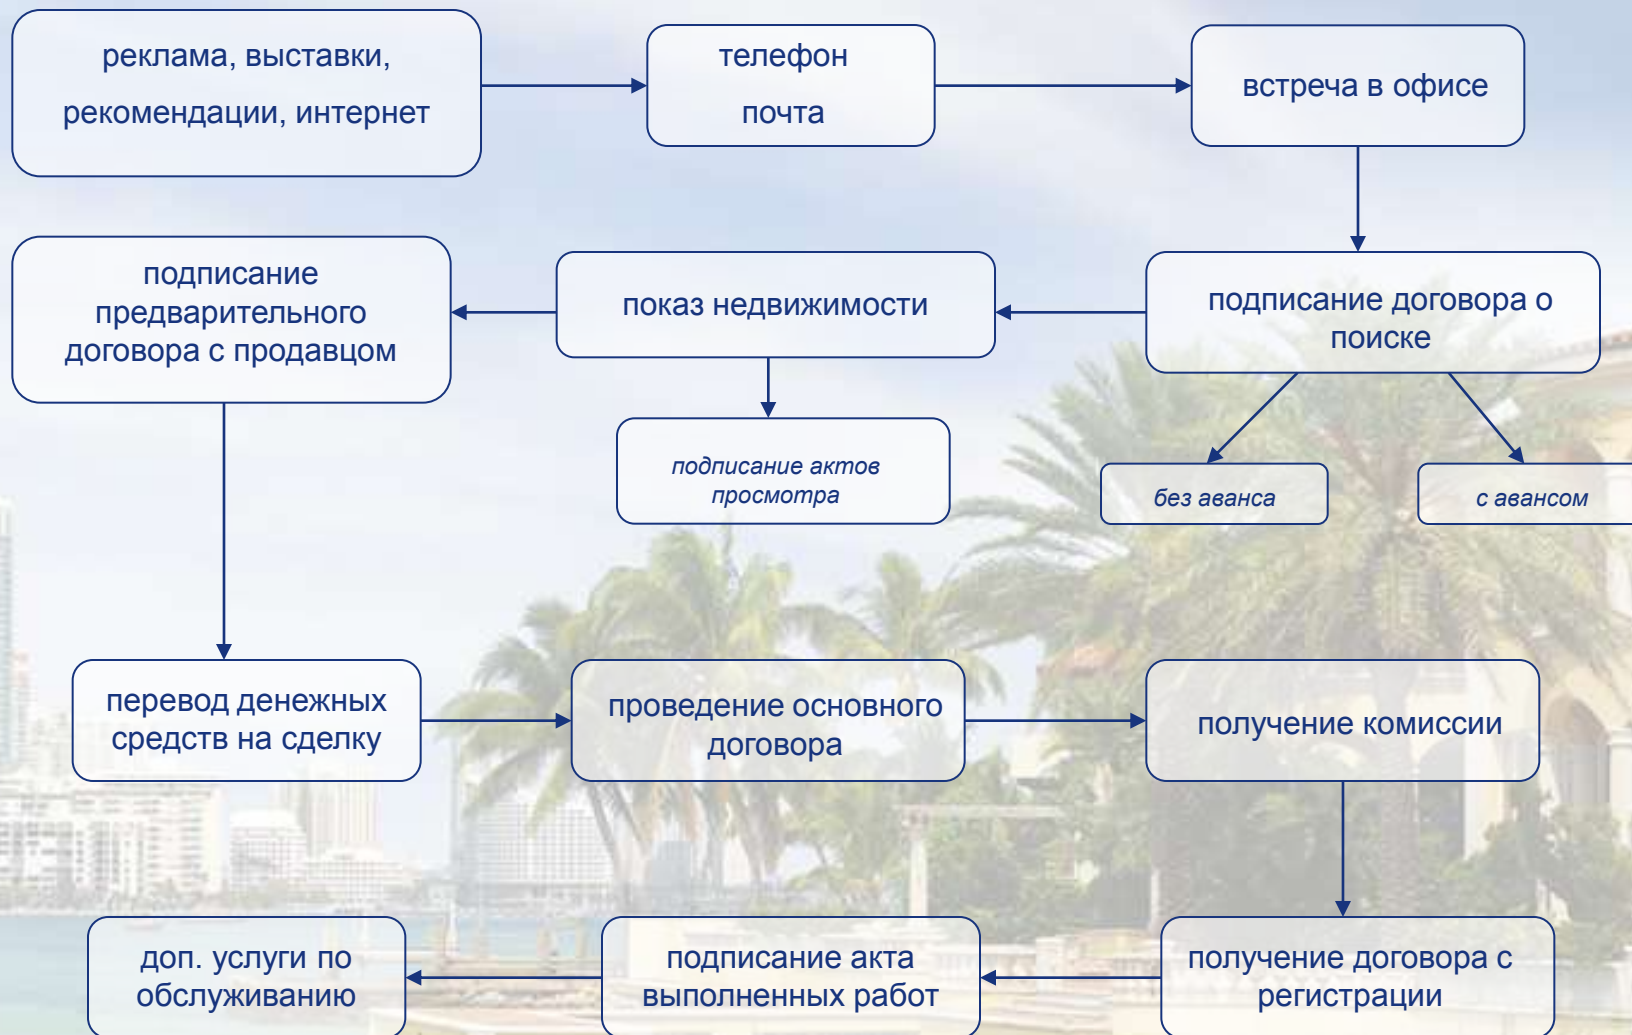 реклама, выставки,
рекомендации, интернет
телефон
почта
встреча в офисе
подписание
предварительного
договора с продавцом
показ недвижимости
подписание договора о
поиске
подписание актов
просмотра
без аванса
с авансом
перевод денежных
средств на сделку
проведение основного
договора
получение комиссии
доп. услуги по
обслуживанию
подписание акта
выполненных работ
получение договора с
регистрации